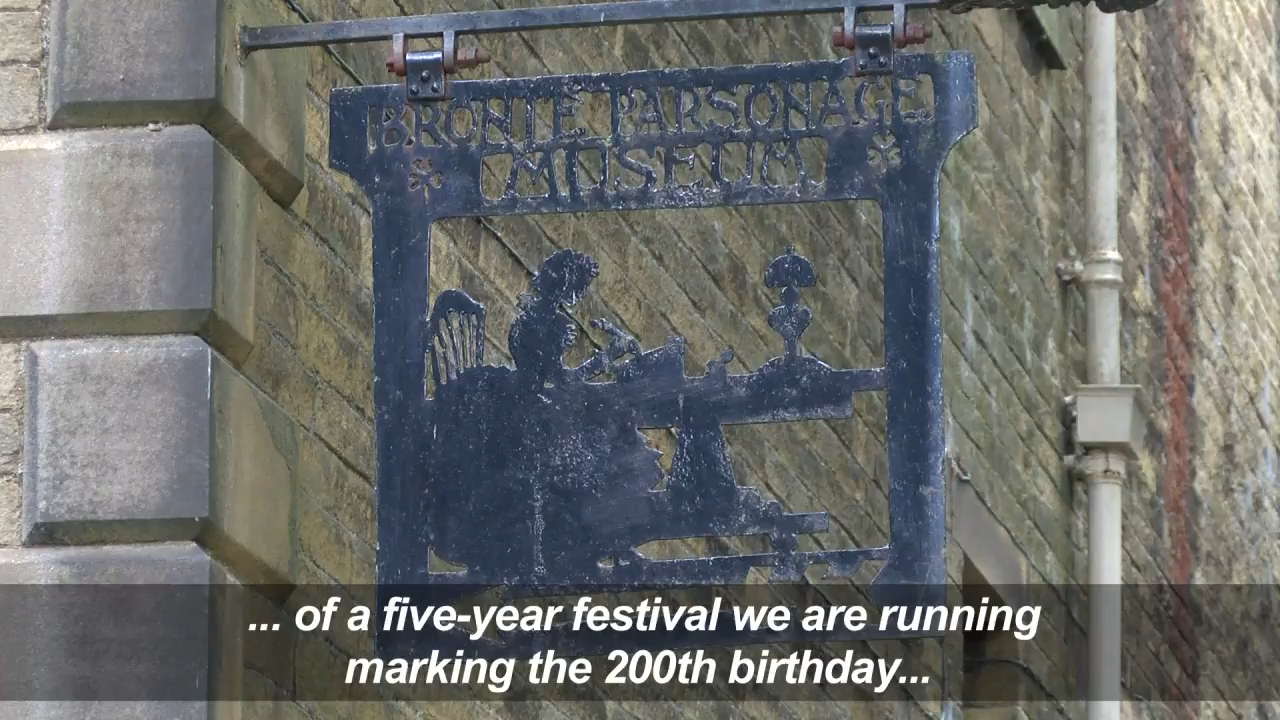 BRONTË PARSONAGE
MUSEUM
... of a five-year festival we are running
marking the 200th birthday...